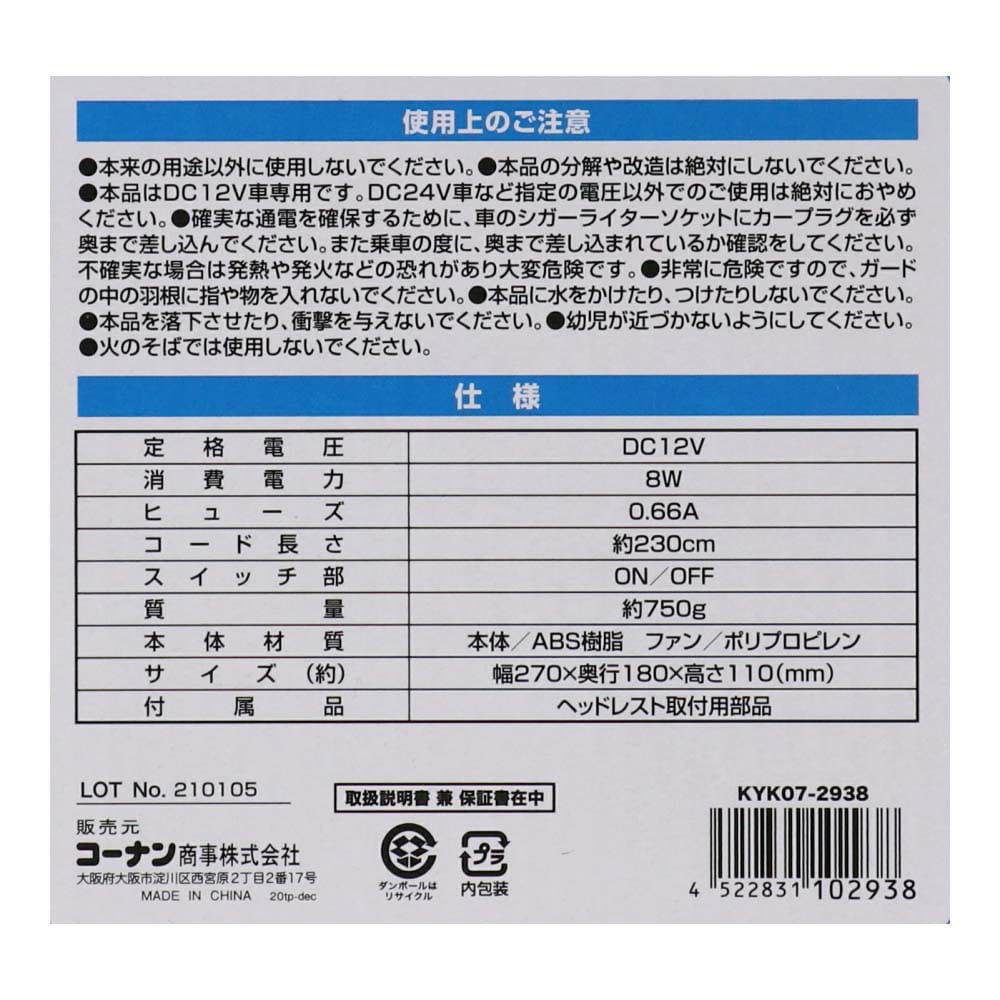 使用上のご注意
●本来の用途以外に使用しないでください。●本品の分解や改造は絶対にしないでください。
●本品はDC12V車専用です。DC24V車など指定の電圧以外でのご使用は絶対におやめ
ください。●確実な通電を確保するために、車のシガーライターソケットにカープラグを必ず
奥まで差し込んでください。また乗車の度に、奥まで差し込まれているか確認をしてください。
不確実な場合は発熱や発火などの恐れがあり大変危険です。●非常に危険ですので、ガード
の中の羽根に指や物を入れないでください。●本品に水をかけたり、つけたりしないでください。
●本品を落下させたり、衝撃を与えないでください。●幼児が近づかないようにしてください。
●火のそばでは使用しないでください。
仕様
定格電圧 DC12V
消費電力 8W
ヒューズ 0.66A
コード長さ 約230cm
スイッチ部 ON/OFF
質量 約750g
本体材質 本体/ABS樹脂 ファン/ポリプロピレン
サイズ(約) 幅270×奥行180×高さ110(mm)
付属品 ヘッドレスト取付用部品
LOT No. 210105
取扱説明書 兼 保証書在中
KYK07-2938
販売元
コーナン商事株式会社
大阪府大阪市淀川区西宮原2丁目2番17号
MADE IN CHINA 20tp-dec
ダンボールは
リサイクル
プラ
内包装
4 522831 102938